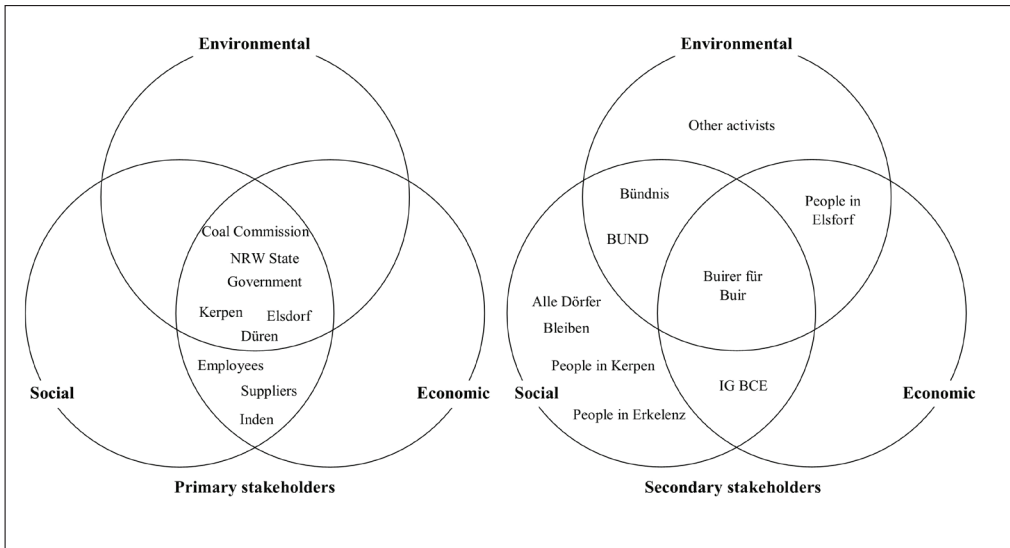 Environmental
Coal Commission
NRW State
Government
Kerpen
Elsdorf
Düren
Employees
Suppliers
Inden
Social
Economic
Primary stakeholders
Environmental
Other activists
Bündnis
People in
Elsforf
BUND
Buirer für
Buir
Alle Dörfer
Bleiben
People in Kerpen
IG BCE
Social
Economic
People in Erkelenz
Secondary stakeholders